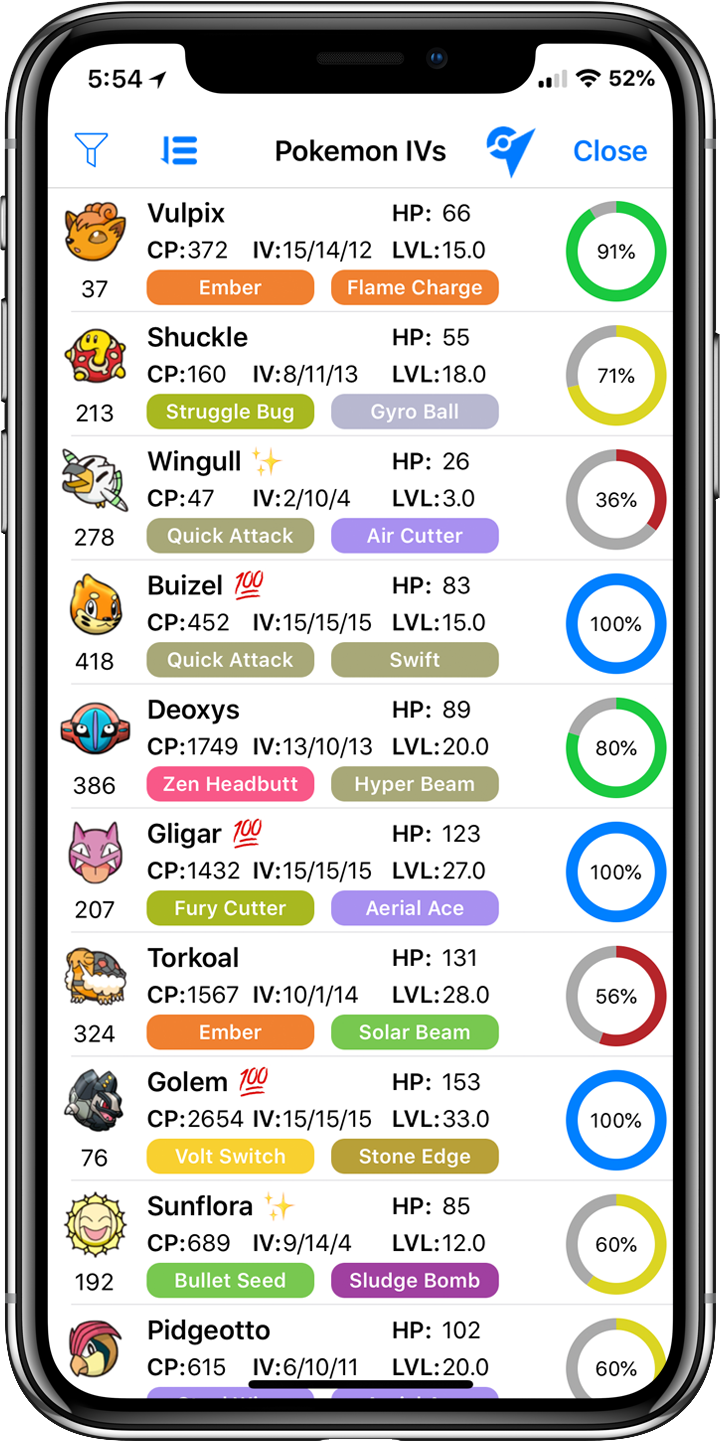 5:54 52%
Pokemon IVs Close
Vulpix HP: 66
CP:372 IV:15/14/12 LVL:15.0 91%
37 Ember Flame Charge
Shuckle HP: 55
CP:160 IV:8/11/13 LVL:18.0 71%
213 Struggle Bug Gyro Ball
Wingull ✨ HP: 26
CP:47 IV:2/10/4 LVL:3.0 36%
278 Quick Attack Air Cutter
Buizel 💯 HP: 83
CP:452 IV:15/15/15 LVL:15.0 100%
418 Quick Attack Swift
Deoxys HP: 89
CP:1749 IV:13/10/13 LVL:20.0 80%
386 Zen Headbutt Hyper Beam
Gligar 💯 HP: 123
CP:1432 IV:15/15/15 LVL:27.0 100%
207 Fury Cutter Aerial Ace
Torkoal HP: 131
CP:1567 IV:10/1/14 LVL:28.0 56%
324 Ember Solar Beam
Golem 💯 HP: 153
CP:2654 IV:15/15/15 LVL:33.0 100%
76 Volt Switch Stone Edge
Sunflora ✨ HP: 85
CP:689 IV:9/14/4 LVL:12.0 60%
192 Bullet Seed Sludge Bomb
Pidgeotto HP: 102
CP:615 IV:6/10/11 LVL:20.0 60%